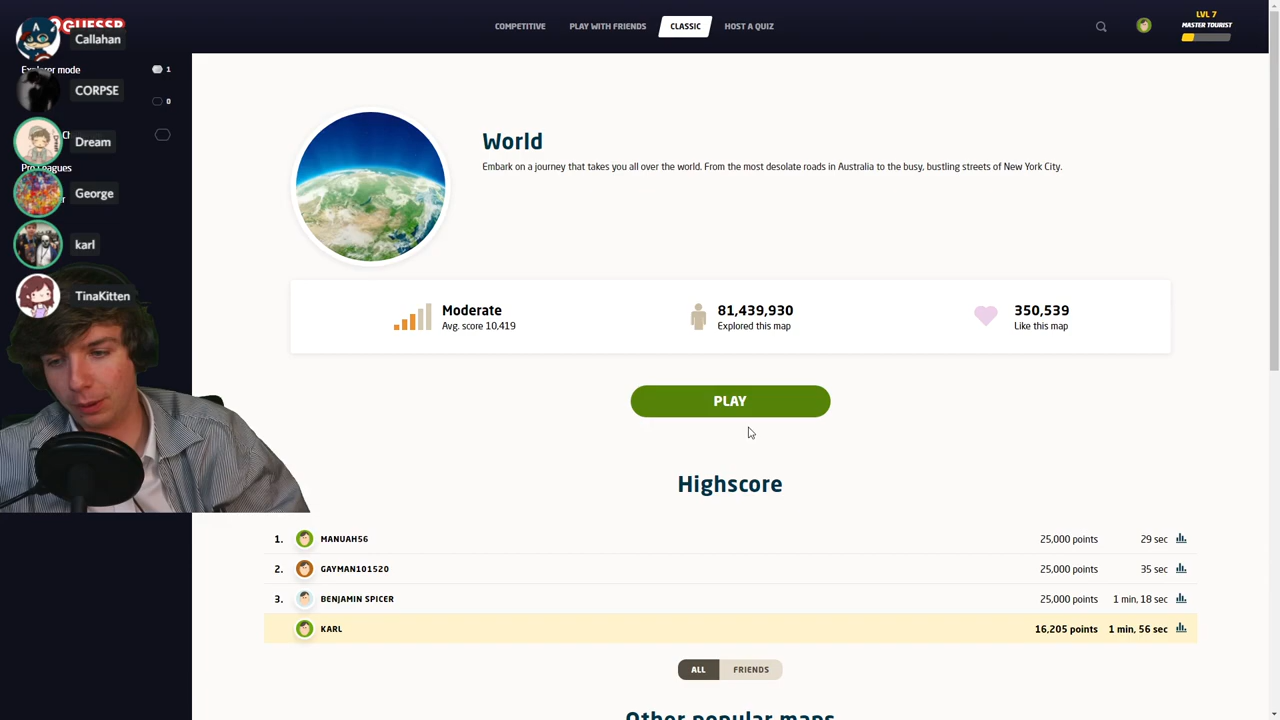 GUESSR
COMPETITIVE
PLAY WITH FRIENDS
CLASSIC
HOST A QUIZ
LVL 7
MASTER TOURIST
Callahan
Explorer mode
1
CORPSE
0
Dream
George
karl
TinaKitten
World
Embark on a journey that takes you all over the world. From the most desolate roads in Australia to the busy, bustling streets of New York City.
Moderate
Avg. score 10,419
81,439,930
Explored this map
350,539
Like this map
PLAY
Highscore
1. MANUAH56 25,000 points 29 sec
2. GAYMAN101520 25,000 points 35 sec
3. BENJAMIN SPICER 25,000 points 1 min, 18 sec
KARL 16,205 points 1 min, 56 sec
ALL
FRIENDS
Other popular maps